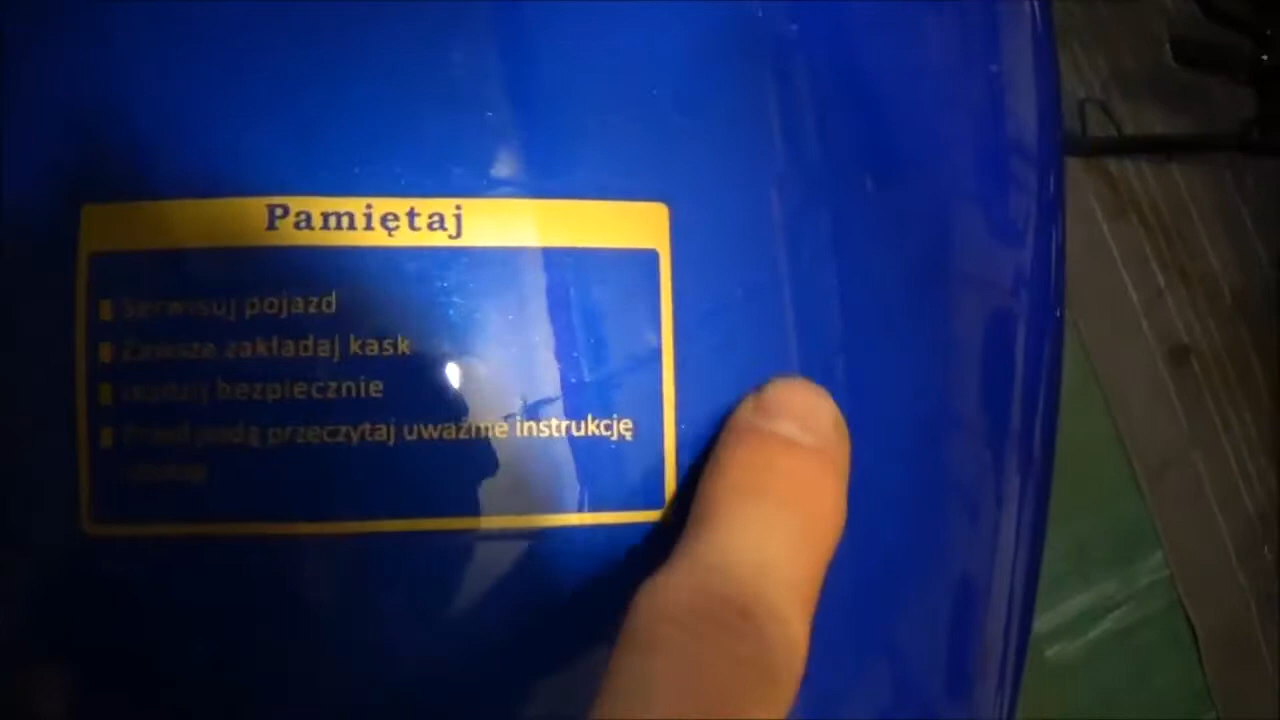 Pamiętaj
Serwisuj pojazd
Zawsze zakładaj kask
bezpiecznie
przeczytaj uważnie instrukcję